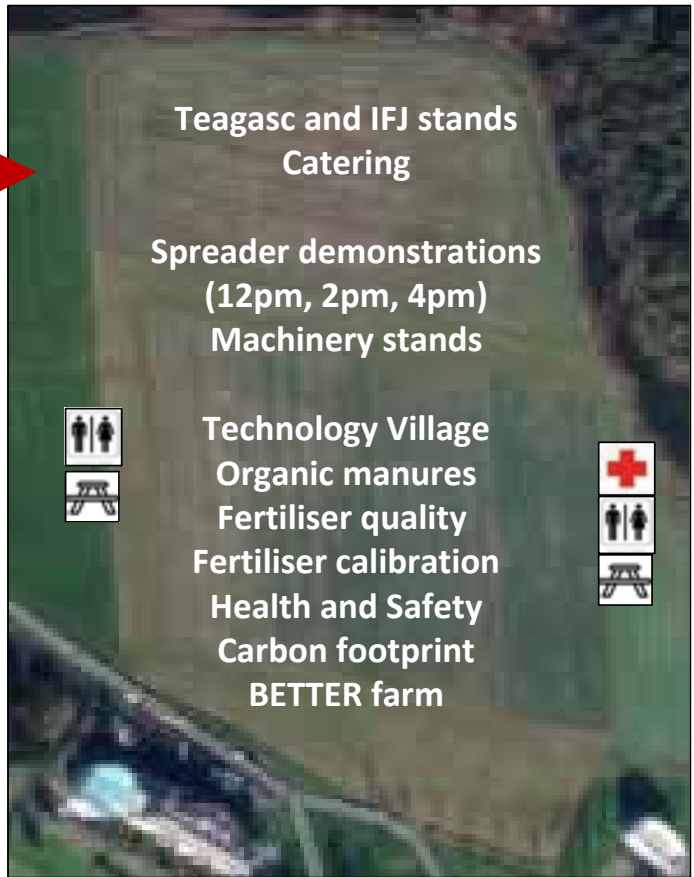 Teagasc and IFJ stands
Catering
Spreader demonstrations
(12pm, 2pm, 4pm)
Machinery stands
Technology Village
Organic manures
Fertiliser quality
Fertiliser calibration
Health and Safety
Carbon footprint
BETTER farm